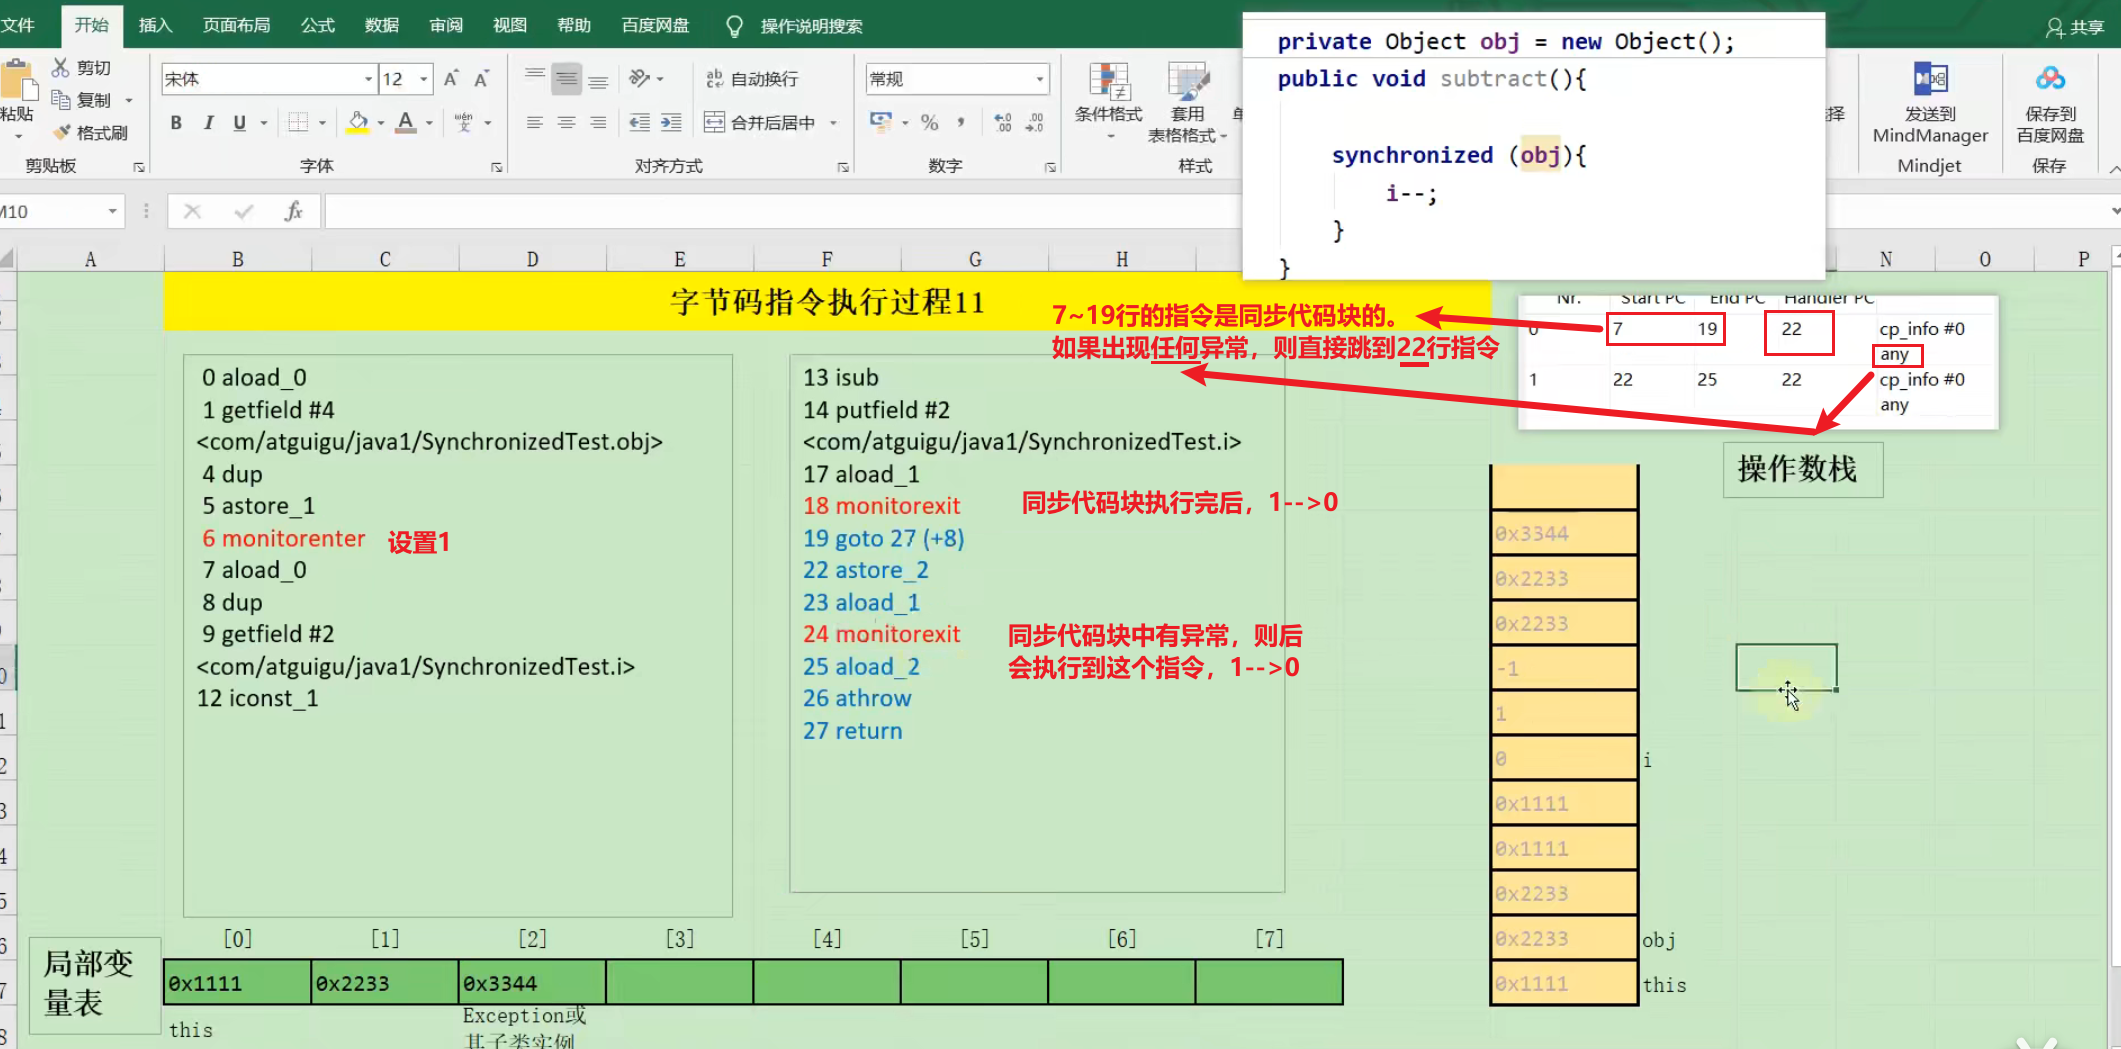 文件 开始 插入 页面布局 公式 数据 审阅 视图 帮助 百度网盘 操作说明搜索 共享
粘贴
剪切
复制
格式刷
剪贴板
宋体 12
B I U
字体
自动换行
合并后居中
对齐方式
常规
数字
条件格式
套用
表格格式
样式
择
发送到
MindManager
Mindjet
保存到
百度网盘
保存
M10
fx
private Object obj = new Object();
public void subtract(){
synchronized (obj){
i--;
}
}
A B C D E F G H N O P
字节码指令执行过程11
7~19行的指令是同步代码块的。
如果出现任何异常，则直接跳到22行指令
Nr. Start PC End PC Handler PC
0 7 19 22 cp_info #0
any
1 22 25 22 cp_info #0
any
0 aload_0
1 getfield #4
<com/atguigu/java1/SynchronizedTest.obj>
4 dup
5 astore_1
6 monitorenter 设置1
7 aload_0
8 dup
9 getfield #2
<com/atguigu/java1/SynchronizedTest.i>
12 iconst_1
13 isub
14 putfield #2
<com/atguigu/java1/SynchronizedTest.i>
17 aload_1
18 monitorexit 同步代码块执行完后，1-->0
19 goto 27 (+8)
22 astore_2
23 aload_1
24 monitorexit 同步代码块中有异常，则后
会执行到这个指令，1-->0
25 aload_2
26 athrow
27 return
操作数栈
0x3344
0x2233
0x2233
-1
1
0 i
0x1111
0x1111
0x2233
0x2233 obj
0x1111 this
[0] [1] [2] [3] [4] [5] [6] [7]
局部变
量表
0x1111 0x2233 0x3344
this
Exception或
其子类实例